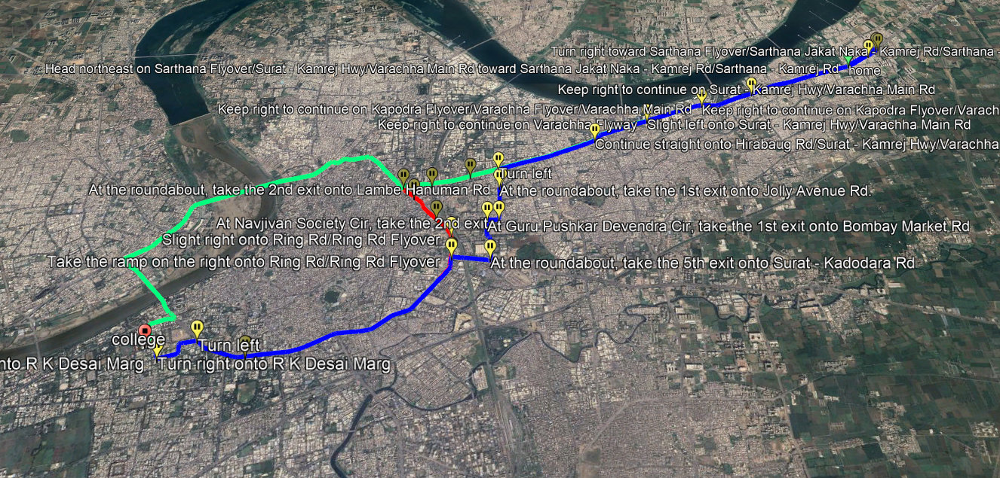 Turn right toward Sarthana Flyover/Sarthana Jakat Naka - Kamrej Rd/Sarthana -
Head northeast on Sarthana Flyover/Surat - Kamrej Hwy/Varachha Main Rd toward Sarthana Jakat Naka - Kamrej Rd/Sarthana - Kamrej Rd
home
Keep right to continue on Surat - Kamrej Hwy/Varachha Main Rd
Keep right to continue on Kapodra Flyover/Varachha Flyover/Varachha Main Rd
Keep right to continue on Kapodra Flyover/Varach
Keep right to continue on Varachha Flyway
Slight left onto Surat - Kamrej Hwy/Varachha Main Rd
Continue straight onto Hirabaug Rd/Surat - Kamrej Hwy/Varachha
Turn left
At the roundabout, take the 2nd exit onto Lambe Hanuman Rd
At the roundabout, take the 1st exit onto Jolly Avenue Rd.
At Navjivan Society Cir, take the 2nd exit
At Guru Pushkar Devendra Cir, take the 1st exit onto Bombay Market Rd
Slight right onto Ring Rd/Ring Rd Flyover
Take the ramp on the right onto Ring Rd/Ring Rd Flyover
At the roundabout, take the 5th exit onto Surat - Kadodara Rd
college
Turn left
nto R K Desai Marg
Turn right onto R K Desai Marg